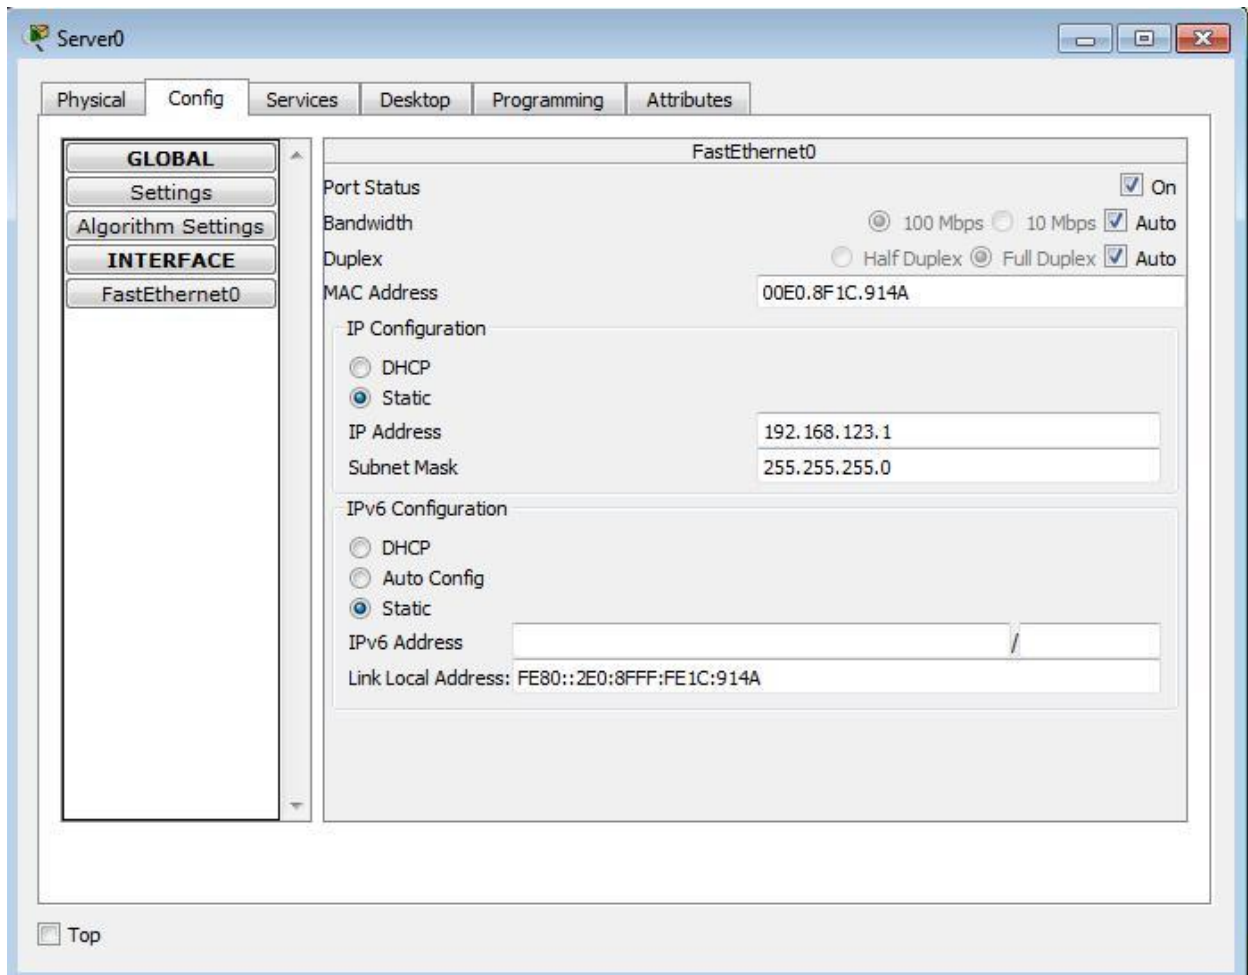 Server0
Physical Config Services Desktop Programming Attributes
GLOBAL
Settings
Algorithm Settings
INTERFACE
FastEthernet0
FastEthernet0
Port Status On
Bandwidth 100 Mbps 10 Mbps Auto
Duplex Half Duplex Full Duplex Auto
MAC Address 00E0.8F1C.914A
IP Configuration
DHCP
Static
IP Address 192.168.123.1
Subnet Mask 255.255.255.0
IPv6 Configuration
DHCP
Auto Config
Static
IPv6 Address /
Link Local Address: FE80::2E0:8FFF:FE1C:914A
Top